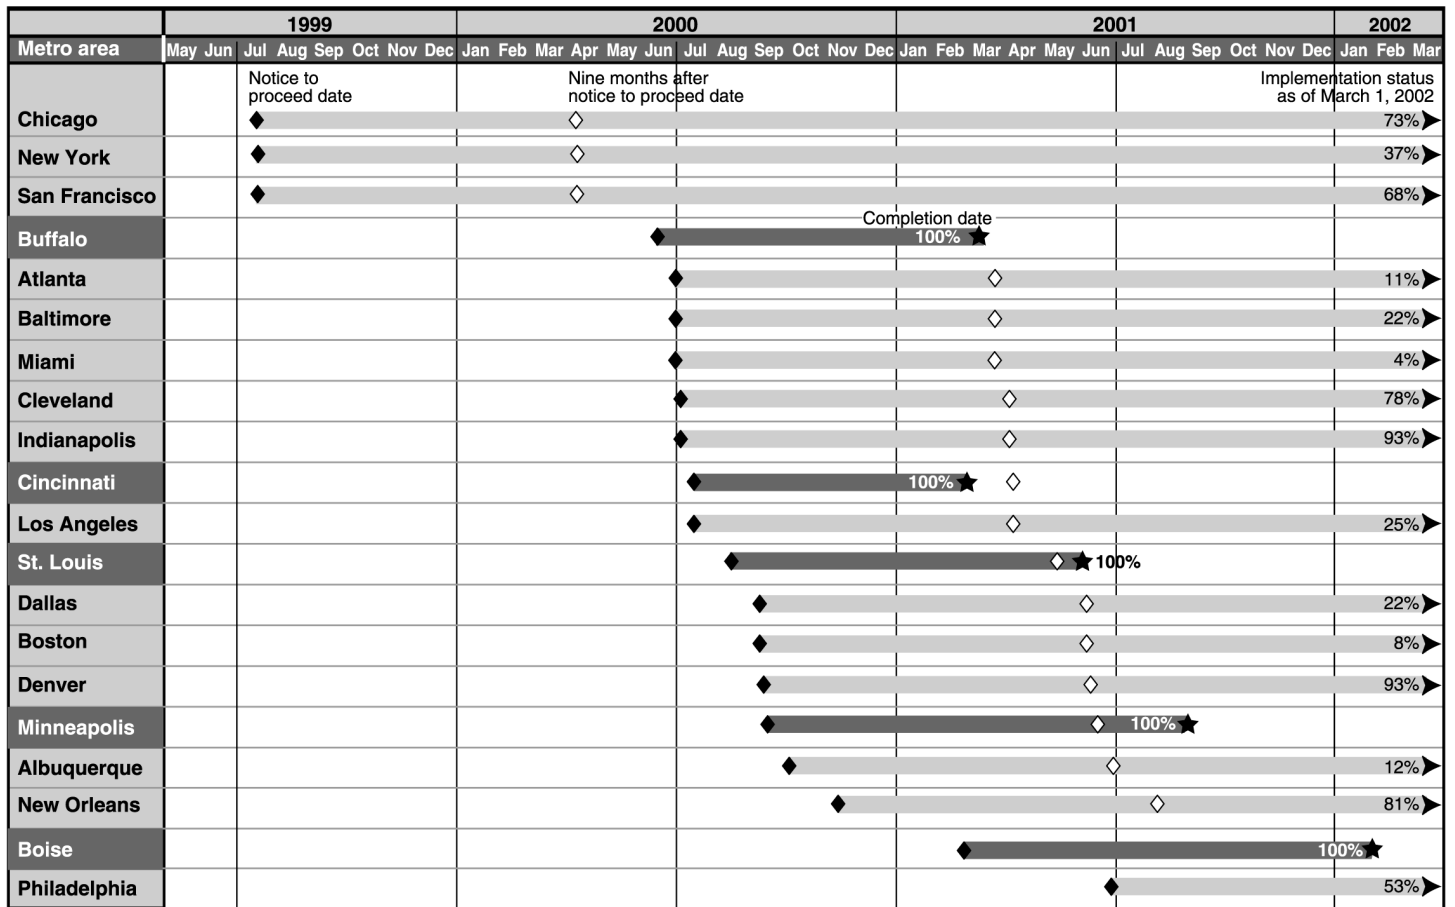 1999 2000 2001 2002
Metro area May Jun Jul Aug Sep Oct Nov Dec Jan Feb Mar Apr May Jun Jul Aug Sep Oct Nov Dec Jan Feb Mar Apr May Jun Jul Aug Sep Oct Nov Dec Jan Feb Mar
Notice to Nine months after Implementation status
proceed date notice to proceed date as of March 1, 2002
Chicago 73%
New York 37%
San Francisco 68%
Completion date
Buffalo 100%
Atlanta 11%
Baltimore 22%
Miami 4%
Cleveland 78%
Indianapolis 93%
Cincinnati 100%
Los Angeles 25%
St. Louis 100%
Dallas 22%
Boston 8%
Denver 93%
Minneapolis 100%
Albuquerque 12%
New Orleans 81%
Boise 100%
Philadelphia 53%